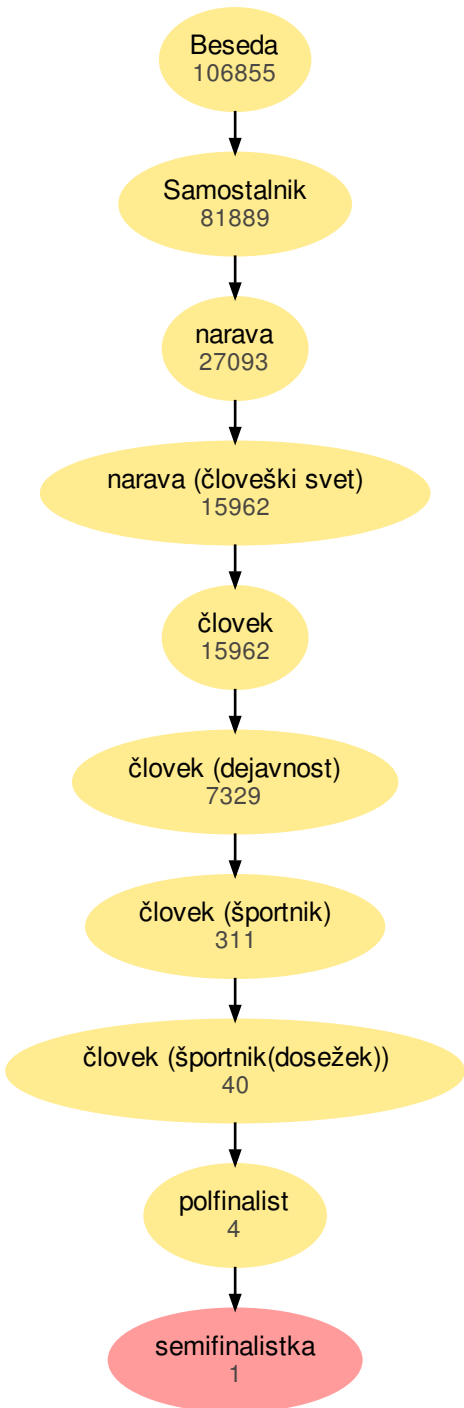 Beseda
106855
Samostalnik
81889
narava
27093
narava (človeški svet)
15962
človek
15962
človek (dejavnost)
7329
človek (športnik)
311
človek (športnik(dosežek))
40
polfinalist
4
semifinalistka
1